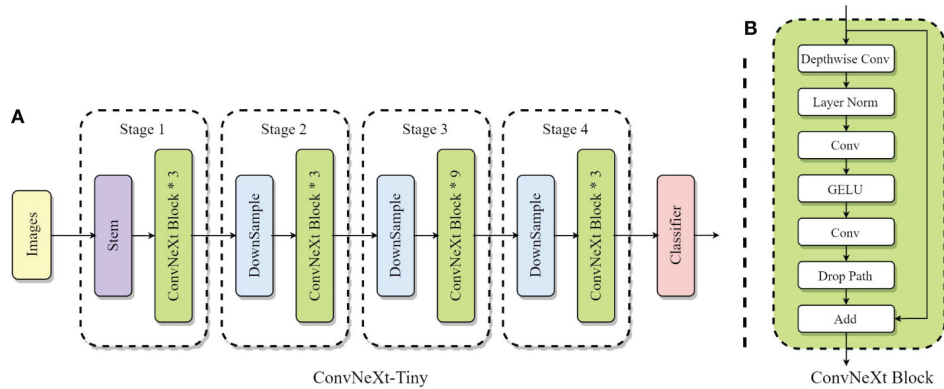 A
Stage 1
Stage 2
Stage 3
Stage 4
Images
Stem
ConvNeXt Block * 3
DownSample
ConvNeXt Block * 3
DownSample
ConvNeXt Block * 9
DownSample
ConvNeXt Block * 3
Classifier
ConvNeXt-Tiny
B
Depthwise Conv
Layer Norm
Conv
GELU
Conv
Drop Path
Add
ConvNeXt Block